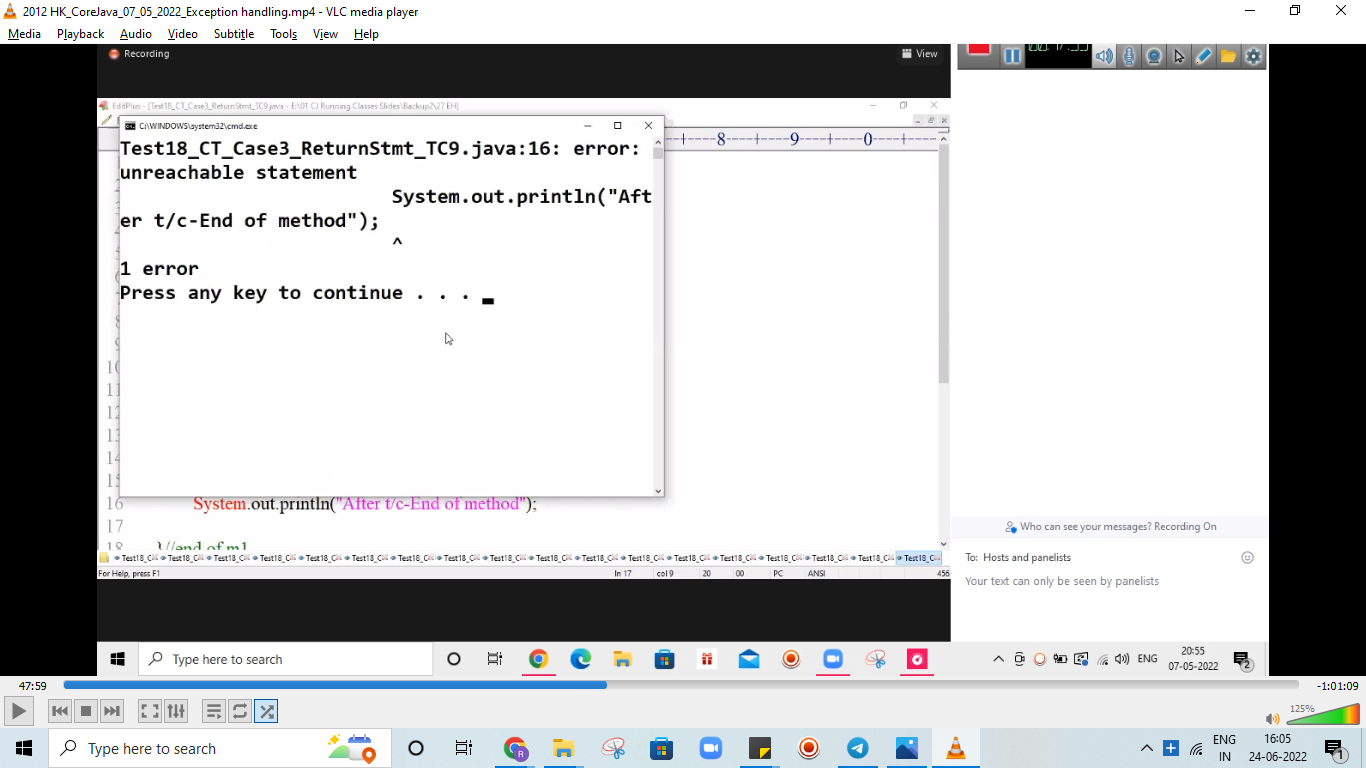 2012 HK_CoreJava_07_05_2022_Exception handling.mp4 - VLC media player
Media Playback Audio Video Subtitle Tools View Help
Recording
View
EditPlus - [Test18_CT_Case3_ReturnStmt_TC9.java - E:\01 CJ Running Classes Slides\Backup2\27 EH]
C:\WINDOWS\system32\cmd.exe
----+----8----+----9----+----0----+--
Test18_CT_Case3_ReturnStmt_TC9.java:16: error:
unreachable statement
System.out.println("Aft
er t/c-End of method");
^
1 error
Press any key to continue . . .
10
11
12
13
14
15
16 System.out.println("After t/c-End of method");
17
18 }//end of m1
Test18_C Test18_C Test18_C Test18_C Test18_C Test18_C Test18_C Test18_C Test18_C Test18_C Test18_C Test18_C Test18_C Test18_C Test18_C Test18_C Test18_C Test18_C
For Help, press F1
ln 17 col 9 20 00 PC ANSI 456
Who can see your messages? Recording On
To: Hosts and panelists
Your text can only be seen by panelists
Type here to search
ENG
20:55
07-05-2022
2
47:59
-1:01:09
125%
Type here to search
R
ENG
IN
16:05
24-06-2022
1